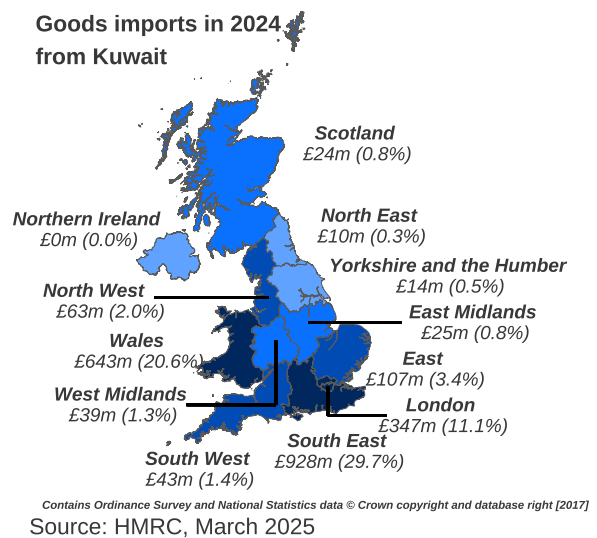 Goods imports in 2024
from Kuwait
Scotland
£24m (0.8%)
Northern Ireland
£0m (0.0%)
North East
£10m (0.3%)
Yorkshire and the Humber
£14m (0.5%)
North West
£63m (2.0%)
East Midlands
£25m (0.8%)
Wales
£643m (20.6%)
East
£107m (3.4%)
West Midlands
£39m (1.3%)
London
£347m (11.1%)
South East
£928m (29.7%)
South West
£43m (1.4%)
Contains Ordinance Survey and National Statistics data © Crown copyright and database right [2017]
Source: HMRC, March 2025